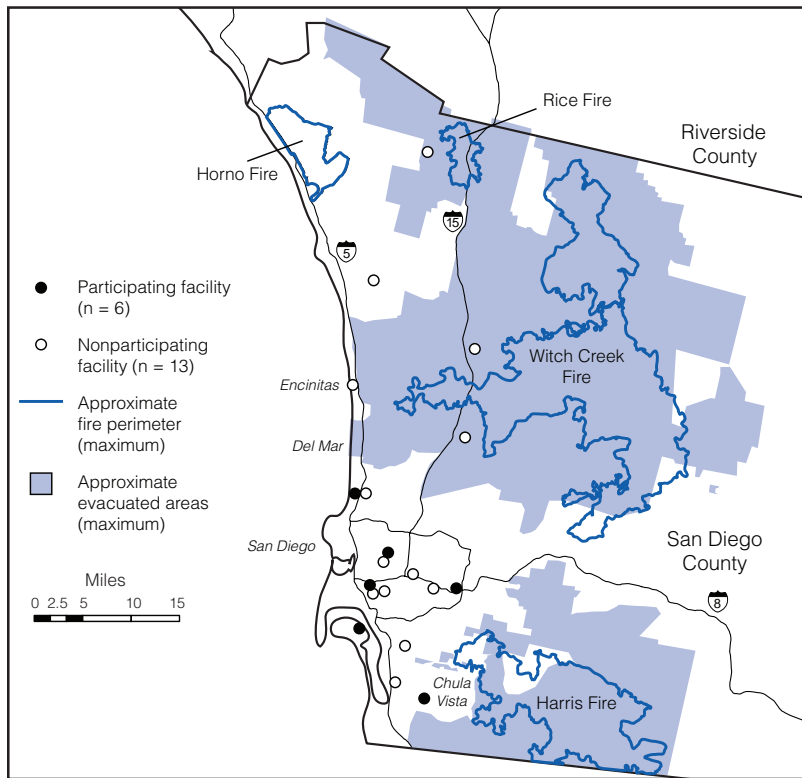 Rice Fire
Riverside
County
Horno Fire
15
5
Participating facility
(n = 6)
Nonparticipating
facility (n = 13)
Approximate
fire perimeter
(maximum)
Approximate
evacuated areas
(maximum)
Witch Creek
Fire
Encinitas
Del Mar
San Diego
San Diego
County
Miles
0 2.5 5 10 15
8
Chula
Vista
Harris Fire